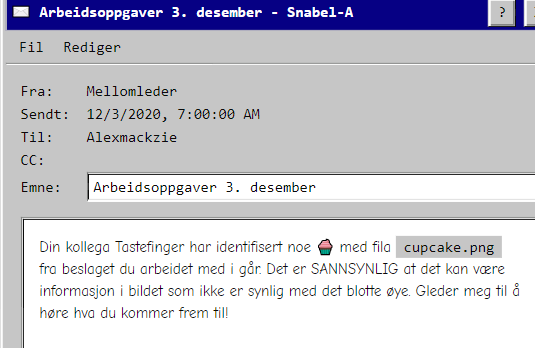 Arbeidsoppgaver 3. desember - Snabel-A ?
Fil Rediger
Fra: Mellomleder
Sendt: 12/3/2020, 7:00:00 AM
Til: Alexmackzie
CC:
Emne: Arbeidsoppgaver 3. desember
Din kollega Tastefinger har identifisert noe 🧁 med fila cupcake.png
fra beslaget du arbeidet med i går. Det er SANNSYNLIG at det kan være
informasjon i bildet som ikke er synlig med det blotte øye. Gleder meg til å
høre hva du kommer frem til!